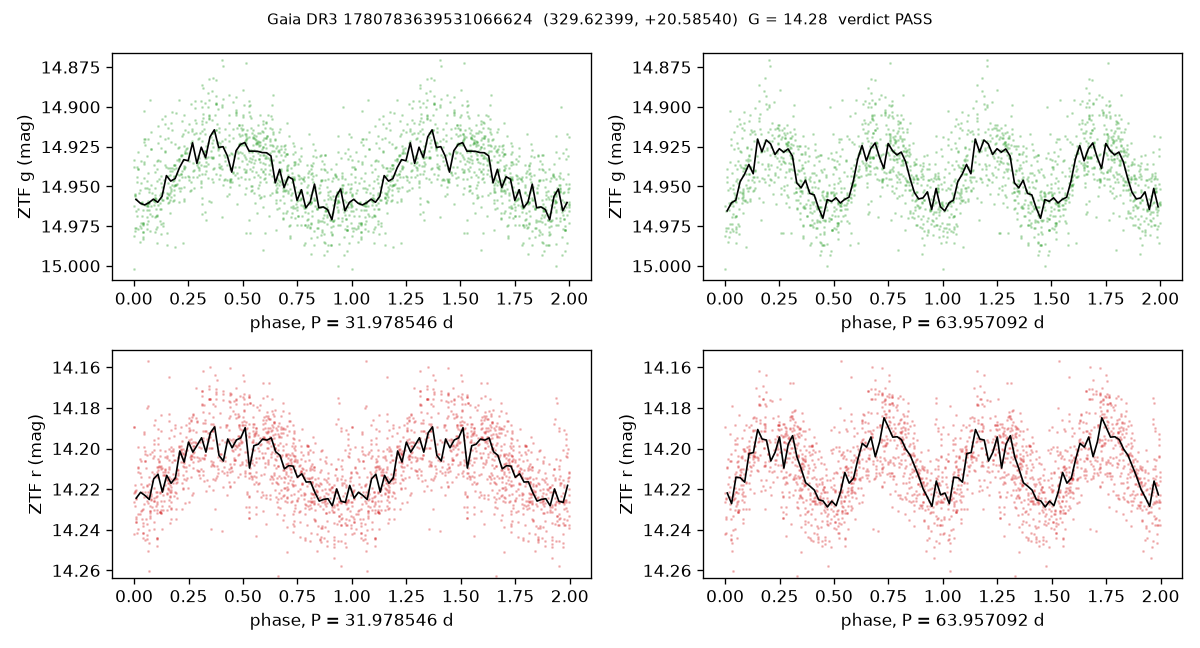 Gaia DR3 1780783639531066624  (329.62399, +20.58540)  G = 14.28  verdict PASS
ZTF g (mag)
14.875
14.900
14.925
14.950
14.975
15.000
0.00 0.25 0.50 0.75 1.00 1.25 1.50 1.75 2.00
phase, P = 31.978546 d
ZTF g (mag)
14.875
14.900
14.925
14.950
14.975
15.000
0.00 0.25 0.50 0.75 1.00 1.25 1.50 1.75 2.00
phase, P = 63.957092 d
ZTF r (mag)
14.16
14.18
14.20
14.22
14.24
14.26
0.00 0.25 0.50 0.75 1.00 1.25 1.50 1.75 2.00
phase, P = 31.978546 d
ZTF r (mag)
14.16
14.18
14.20
14.22
14.24
14.26
0.00 0.25 0.50 0.75 1.00 1.25 1.50 1.75 2.00
phase, P = 63.957092 d